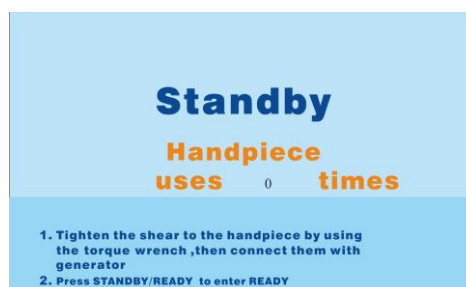 Standby
Handpiece
uses 0 times
1. Tighten the shear to the handpiece by using
the torque wrench ,then connect them with
generator
2. Press STANDBY/READY to enter READY